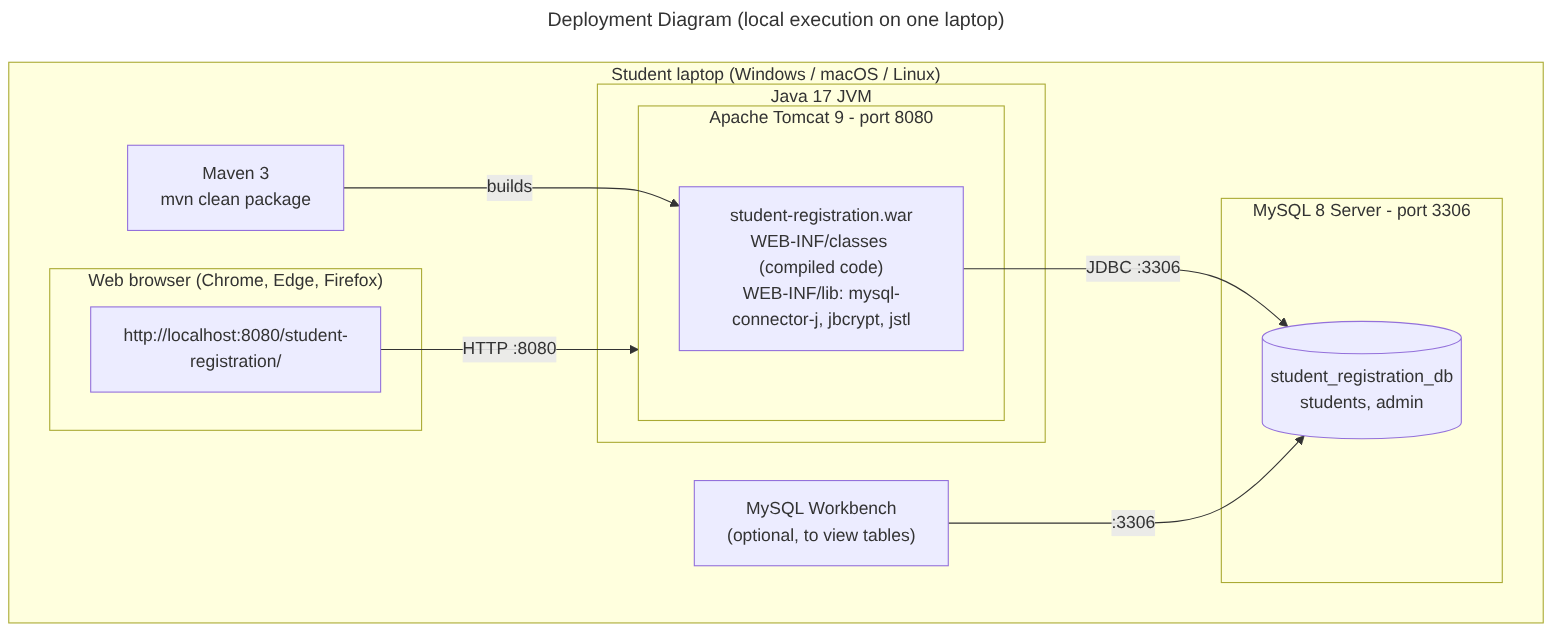 Deployment Diagram (local execution on one laptop)
Student laptop (Windows / macOS / Linux)
Java 17 JVM
Apache Tomcat 9 - port 8080
Maven 3
mvn clean package
builds
student-registration.war
WEB-INF/classes
(compiled code)
WEB-INF/lib: mysql-
connector-j, jbcrypt, jstl
Web browser (Chrome, Edge, Firefox)
http://localhost:8080/student-
registration/
HTTP :8080
JDBC :3306
MySQL 8 Server - port 3306
student_registration_db
students, admin
MySQL Workbench
(optional, to view tables)
:3306